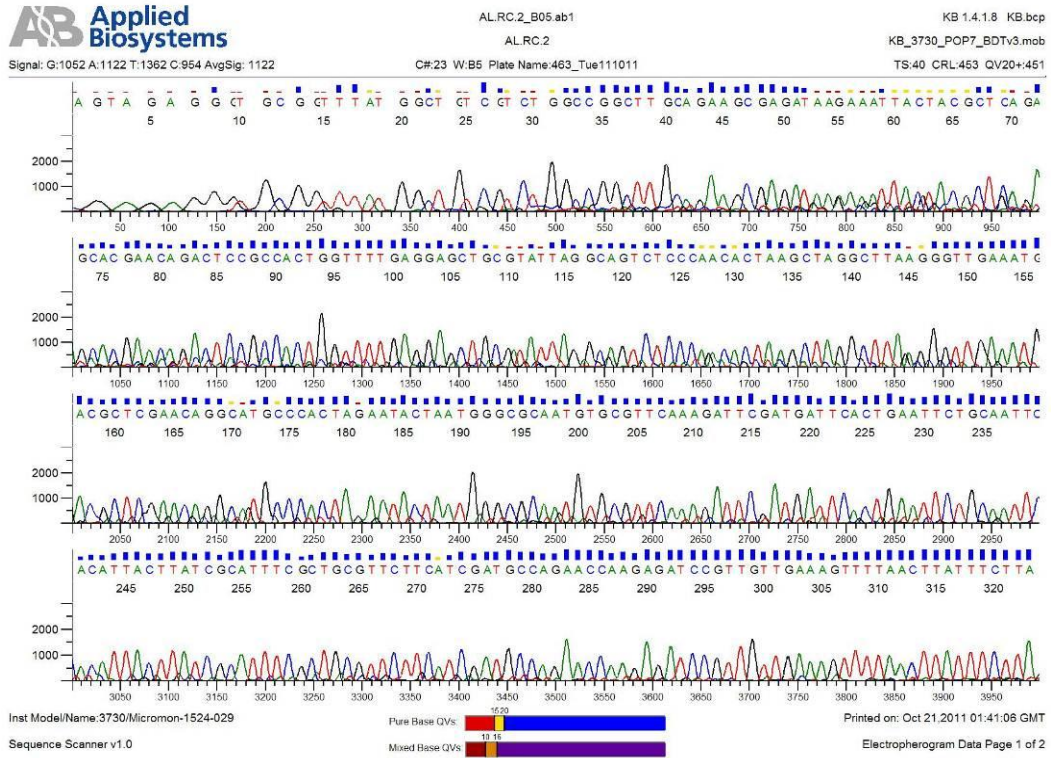 AB Applied Biosystems
AL.RC.2_B05.ab1
KB 1.4.1.8 KB.bcp
AL.RC.2
KB_3730_POP7_BDTv3.mob
Signal: G:1052 A:1122 T:1362 C:954 AvgSig: 1122
C#:23 W:B5 Plate Name:463_Tue111011
TS:40 CRL:453 QV20+:451
A G T A G A G G GT G C G GTTT AT G G C T GT C G T C T G G C C G G C T T G C A G A A G C G A G A T A A G A A A T T A C T A C G C T C A G A
5 10 15 20 25 30 35 40 45 50 55 60 65 70
2000
1000
50 100 150 200 250 300 350 400 450 500 550 600 650 700 750 800 850 900 950
G C A C G A A C A G A C T C C G C C A C T G G T T T T G A G G A G C T G C G T A T T A G G C A G T C T C C C A A C A C T A A G C T A G G C T T A A G G G T T G A A A T G
75 80 85 90 95 100 105 110 115 120 125 130 135 140 145 150 155
2000
1000
1050 1100 1150 1200 1250 1300 1350 1400 1450 1500 1550 1600 1650 1700 1750 1800 1850 1900 1950
A C G C T C G A A C A G G C A T G C C C A C T A G A A T A C T A A T G G G C G C A A T G T G C G T T C A A A G A T T C G A T G A T T C A C T G A A T T C T G C A A T T C
160 165 170 175 180 185 190 195 200 205 210 215 220 225 230 235
2000
1000
2050 3100 3150 3200 3250 2300 2350 2400 2450 2500 2550 2600 2650 2700 2750 2800 2850 2900 2950
A C A T T A C T T A T C G C A T T T C G C T G C G T T C T T C A T C G A T G C C A G A A C C A A G A G A T C C G T T G T T G A A A G T T T T A A C T T A T T T C T T A
245 250 255 260 265 270 275 280 285 290 295 300 305 310 315 320
2000
1000
3050 3100 3150 3200 3250 3300 3350 3400 3450 3500 3550 3600 3650 3700 3750 3800 3850 3900 3950
Inst Model/Name:3730/Micromon-1524-029
Pure Base QVs:
15 20
Printed on: Oct 21,2011 01:41:06 GMT
Sequence Scanner v1.0
Mixed Base QVs:
10 16
Electropherogram Data Page 1 of 2